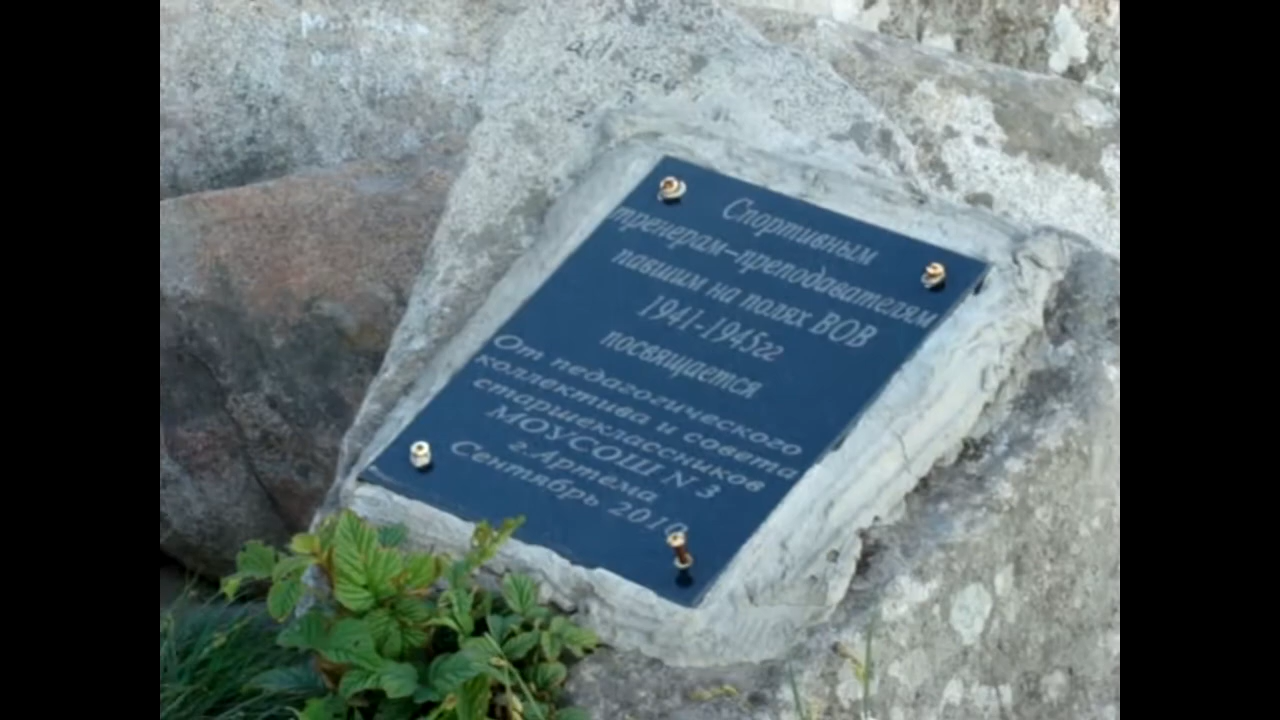 Спортивным
тренерам-преподавателям
павшим на полях ВОВ
1941-1945гг
посвящается
От педагогического
коллектива и совета
старшеклассников
МОУСОШ N 3
г.Артема
Сентябрь 2010